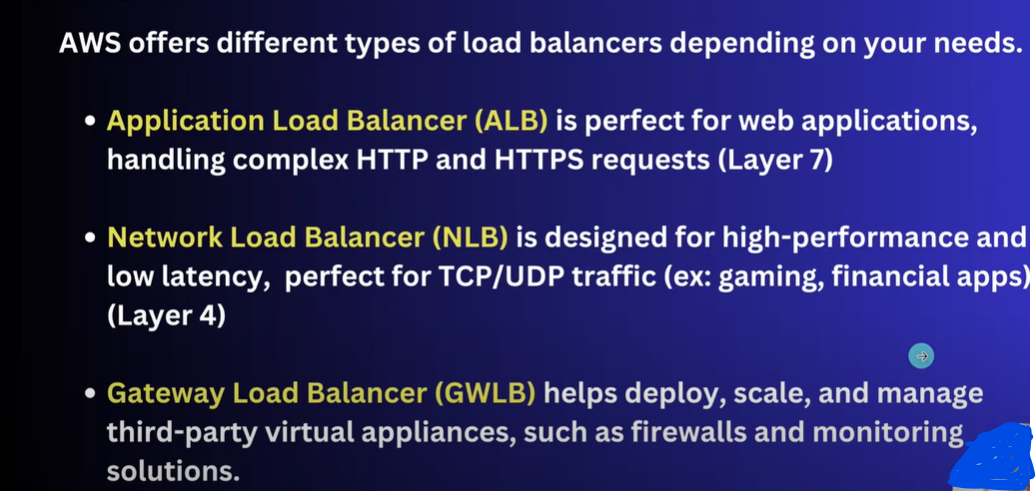 AWS offers different types of load balancers depending on your needs.
• Application Load Balancer (ALB) is perfect for web applications,
handling complex HTTP and HTTPS requests (Layer 7)
• Network Load Balancer (NLB) is designed for high-performance and
low latency,  perfect for TCP/UDP traffic (ex: gaming, financial apps)
(Layer 4)
• Gateway Load Balancer (GWLB) helps deploy, scale, and manage
third-party virtual appliances, such as firewalls and monitoring
solutions.